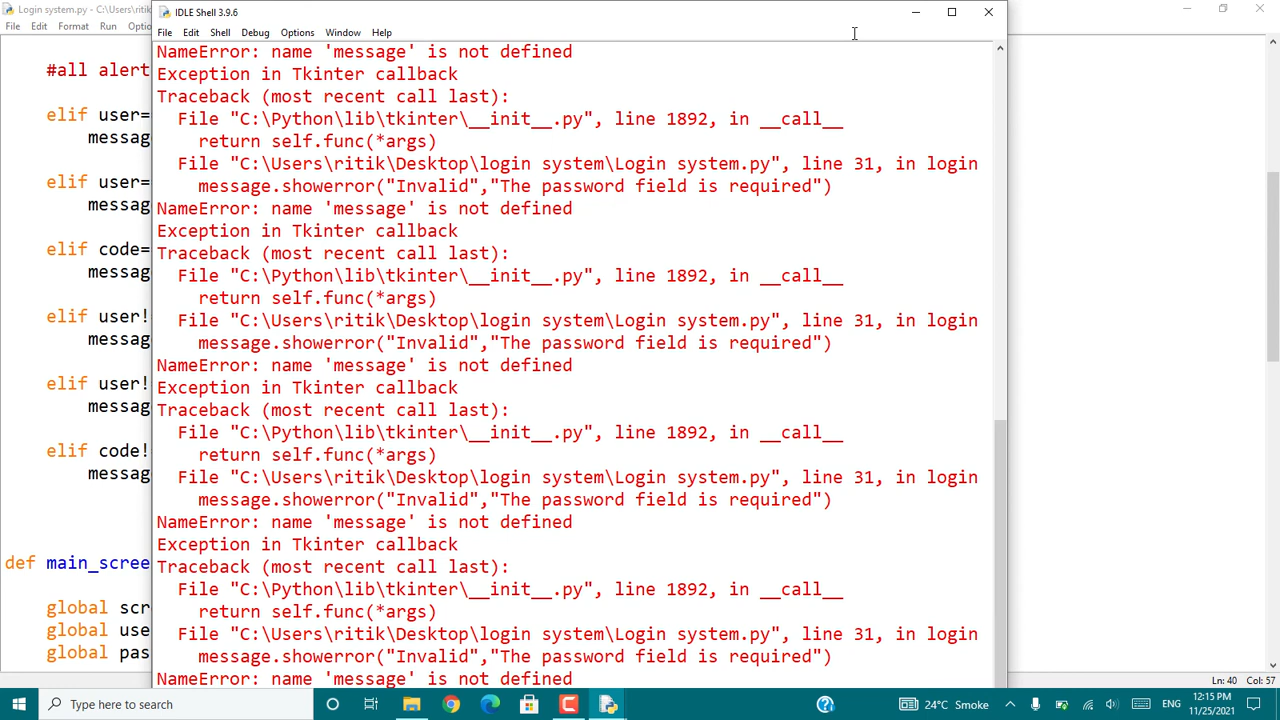 Login system.py - C:\Users\ritik
File Edit Format Run Optio
IDLE Shell 3.9.6
File Edit Shell Debug Options Window Help
#all alert
elif user=
messag
elif user=
messag
elif code=
messag
elif user!
messag
elif user!
messag
elif code!
messag
def main_scree
global scr
global use
global pas
NameError: name 'message' is not defined
Exception in Tkinter callback
Traceback (most recent call last):
File "C:\Python\lib\tkinter\__init__.py", line 1892, in __call__
return self.func(*args)
File "C:\Users\ritik\Desktop\login system\Login system.py", line 31, in login
message.showerror("Invalid","The password field is required")
NameError: name 'message' is not defined
Exception in Tkinter callback
Traceback (most recent call last):
File "C:\Python\lib\tkinter\__init__.py", line 1892, in __call__
return self.func(*args)
File "C:\Users\ritik\Desktop\login system\Login system.py", line 31, in login
message.showerror("Invalid","The password field is required")
NameError: name 'message' is not defined
Exception in Tkinter callback
Traceback (most recent call last):
File "C:\Python\lib\tkinter\__init__.py", line 1892, in __call__
return self.func(*args)
File "C:\Users\ritik\Desktop\login system\Login system.py", line 31, in login
message.showerror("Invalid","The password field is required")
NameError: name 'message' is not defined
Exception in Tkinter callback
Traceback (most recent call last):
File "C:\Python\lib\tkinter\__init__.py", line 1892, in __call__
return self.func(*args)
File "C:\Users\ritik\Desktop\login system\Login system.py", line 31, in login
message.showerror("Invalid","The password field is required")
NameError: name 'message' is not defined
Ln: 40 Col: 57
Type here to search
24°C Smoke
ENG
12:15 PM
11/25/2021